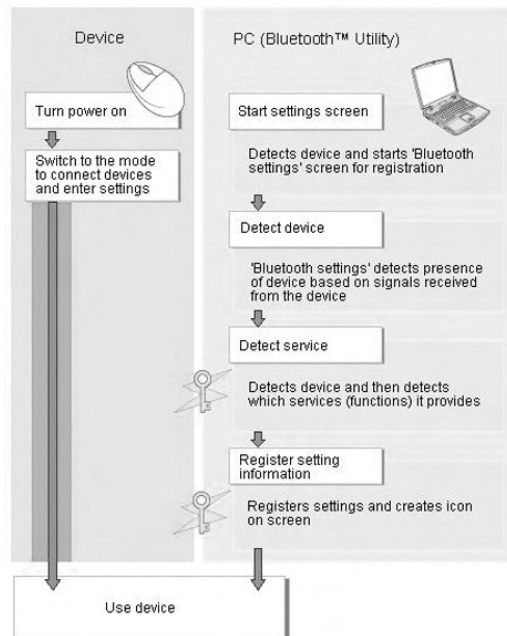 Device
Turn power on
Switch to the mode
to connect devices
and enter settings
PC (Bluetooth™ Utility)
Start settings screen
Detects device and starts 'Bluetooth
settings' screen for registration
Detect device
'Bluetooth settings' detects presence
of device based on signals received
from the device
Detect service
Detects device and then detects
which services (functions) it provides
Register setting
information
Registers settings and creates icon
on screen
Use device